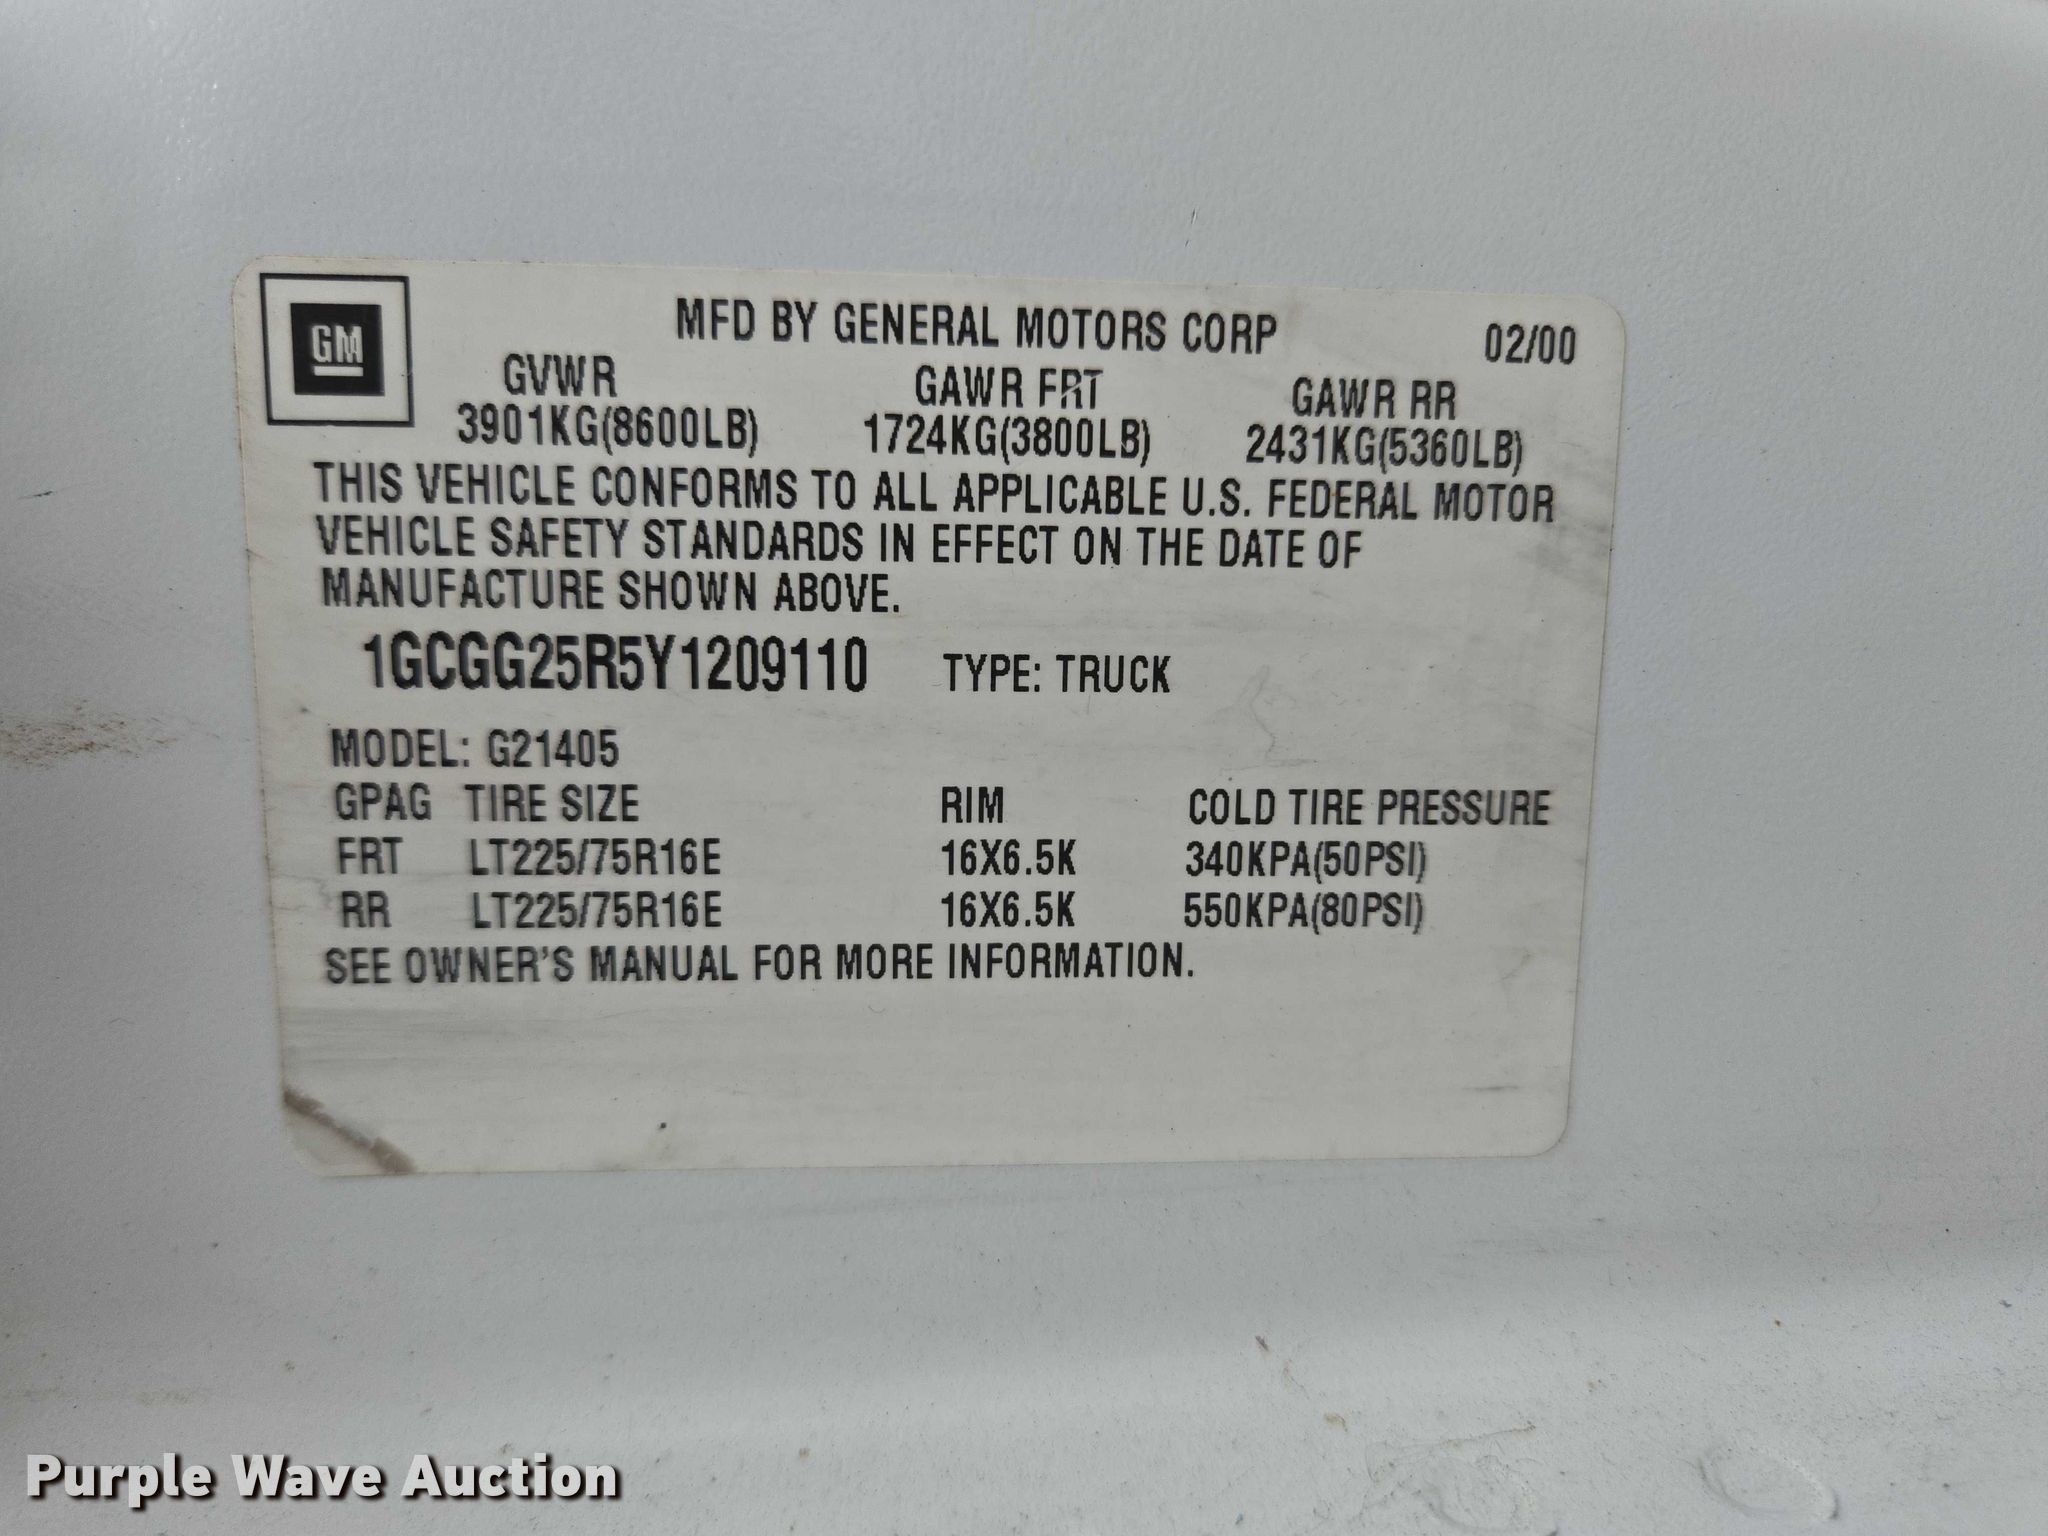 GM
MFD BY GENERAL MOTORS CORP 02/00
GVWR GAWR FRT GAWR RR
3901KG(8600LB) 1724KG(3800LB) 2431KG(5360LB)
THIS VEHICLE CONFORMS TO ALL APPLICABLE U.S. FEDERAL MOTOR
VEHICLE SAFETY STANDARDS IN EFFECT ON THE DATE OF
MANUFACTURE SHOWN ABOVE.
1GCGG25R5Y1209110 TYPE: TRUCK
MODEL: G21405
GPAG TIRE SIZE RIM COLD TIRE PRESSURE
FRT LT225/75R16E 16X6.5K 340KPA(50PSI)
RR LT225/75R16E 16X6.5K 550KPA(80PSI)
SEE OWNER'S MANUAL FOR MORE INFORMATION.
Purple Wave Auction